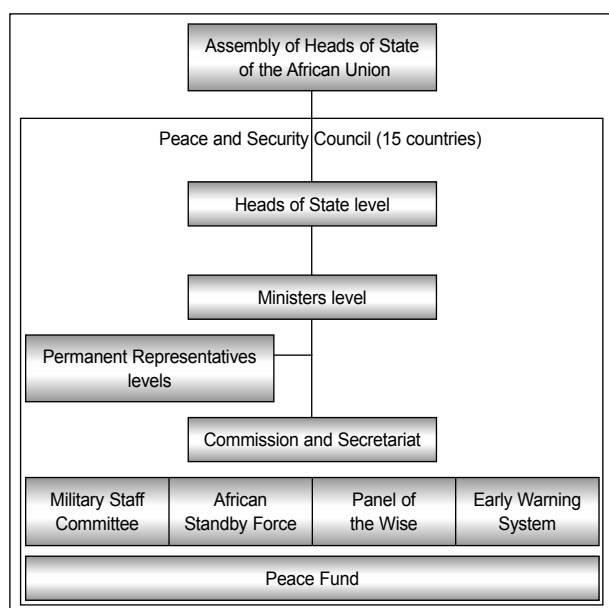 Assembly of Heads of State
of the African Union
Peace and Security Council (15 countries)
Heads of State level
Ministers level
Permanent Representatives
levels
Commission and Secretariat
Military Staff
Committee
African
Standby Force
Panel of
the Wise
Early Warning
System
Peace Fund